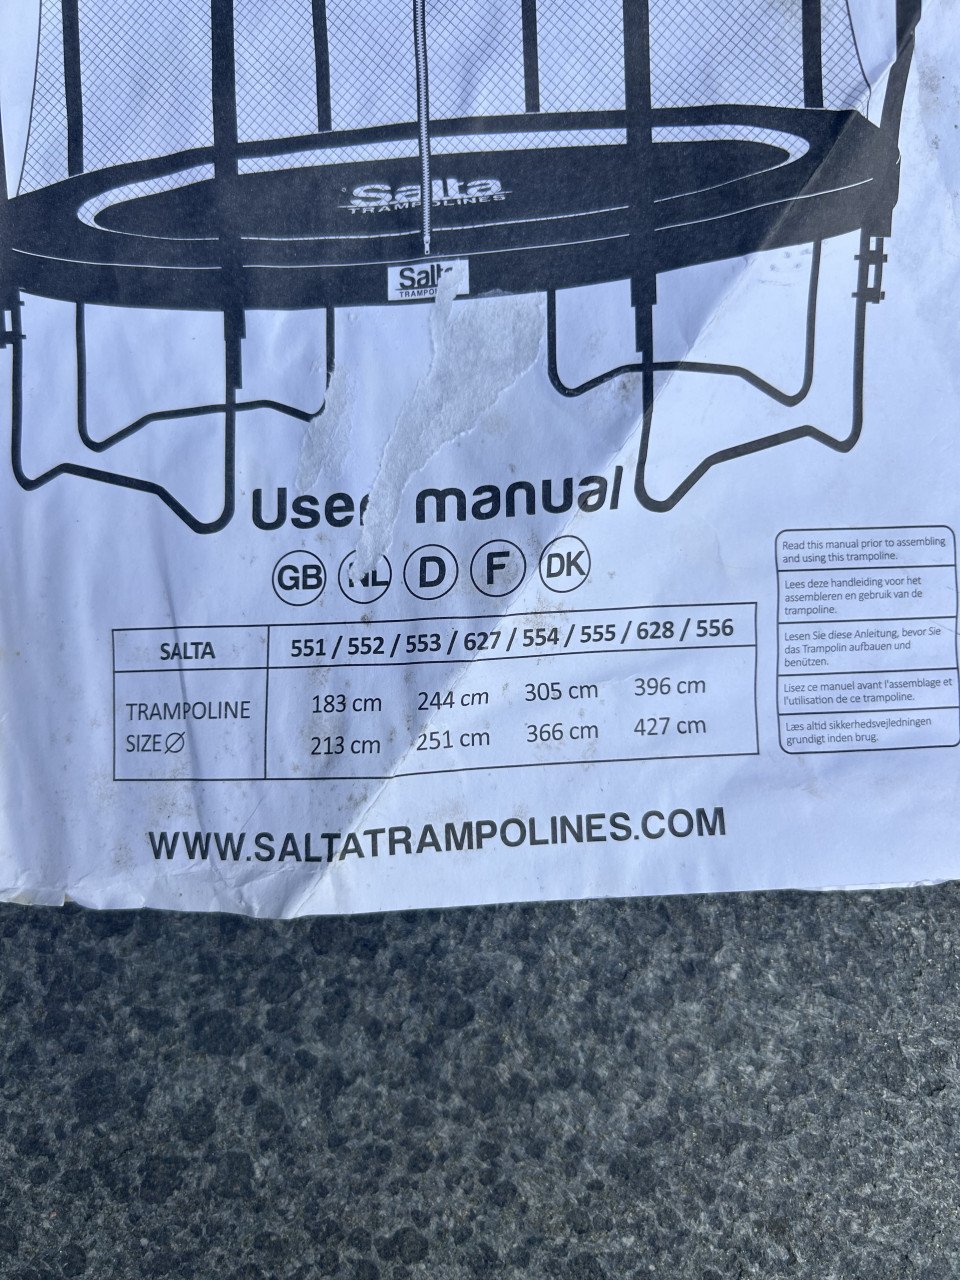 Salta
TRAMPOLINES
Salta
User manual
GB NL D F DK
SALTA 551 / 552 / 553 / 627 / 554 / 555 / 628 / 556
TRAMPOLINE SIZE Ø
183 cm 244 cm 305 cm 396 cm
213 cm 251 cm 366 cm 427 cm
WWW.SALTATRAMPOLINES.COM
Read this manual prior to assembling
and using this trampoline.
Lees deze handleiding voor het
assembleren en gebruik van de
trampoline.
Lesen Sie diese Anleitung, bevor Sie
das Trampolin aufbauen und
benützen.
Lisez ce manuel avant l'assemblage et
l'utilisation de ce trampoline.
Læs altid sikkerhedsvejledningen
grundigt inden brug.